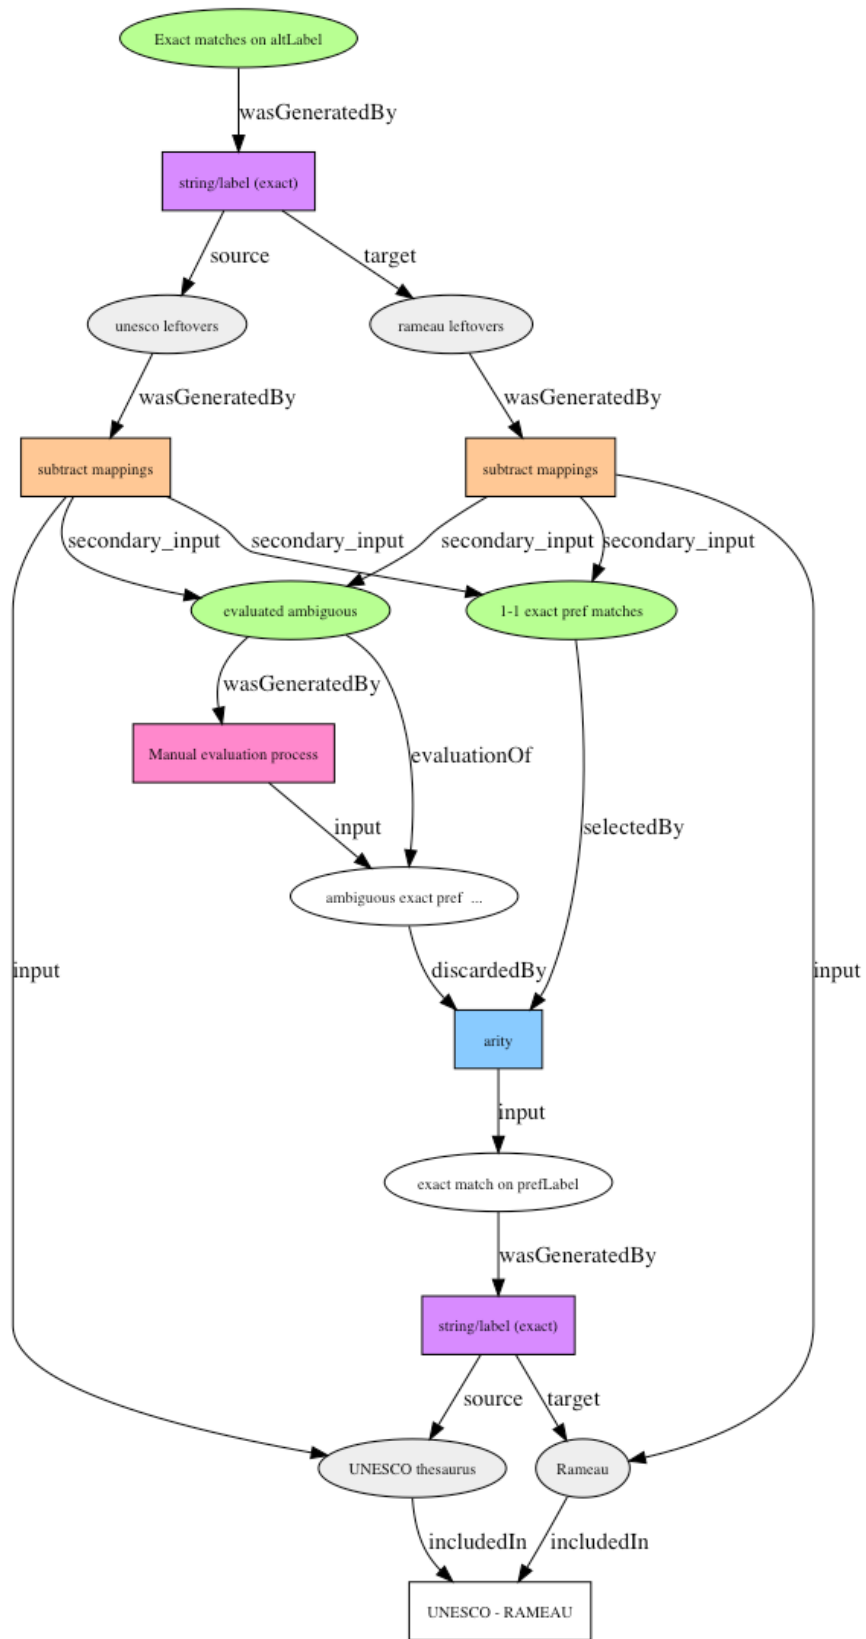 Exact matches on altLabel
wasGeneratedBy
string/label (exact)
source
target
unesco leftovers
rameau leftovers
wasGeneratedBy
wasGeneratedBy
subtract mappings
subtract mappings
secondary_input
secondary_input
secondary_input
secondary_input
evaluated ambiguous
1-1 exact pref matches
wasGeneratedBy
Manual evaluation process
evaluationOf
input
selectedBy
ambiguous exact pref ...
input
discardedBy
input
arity
input
exact match on prefLabel
wasGeneratedBy
string/label (exact)
source
target
UNESCO thesaurus
Rameau
includedIn
includedIn
UNESCO - RAMEAU